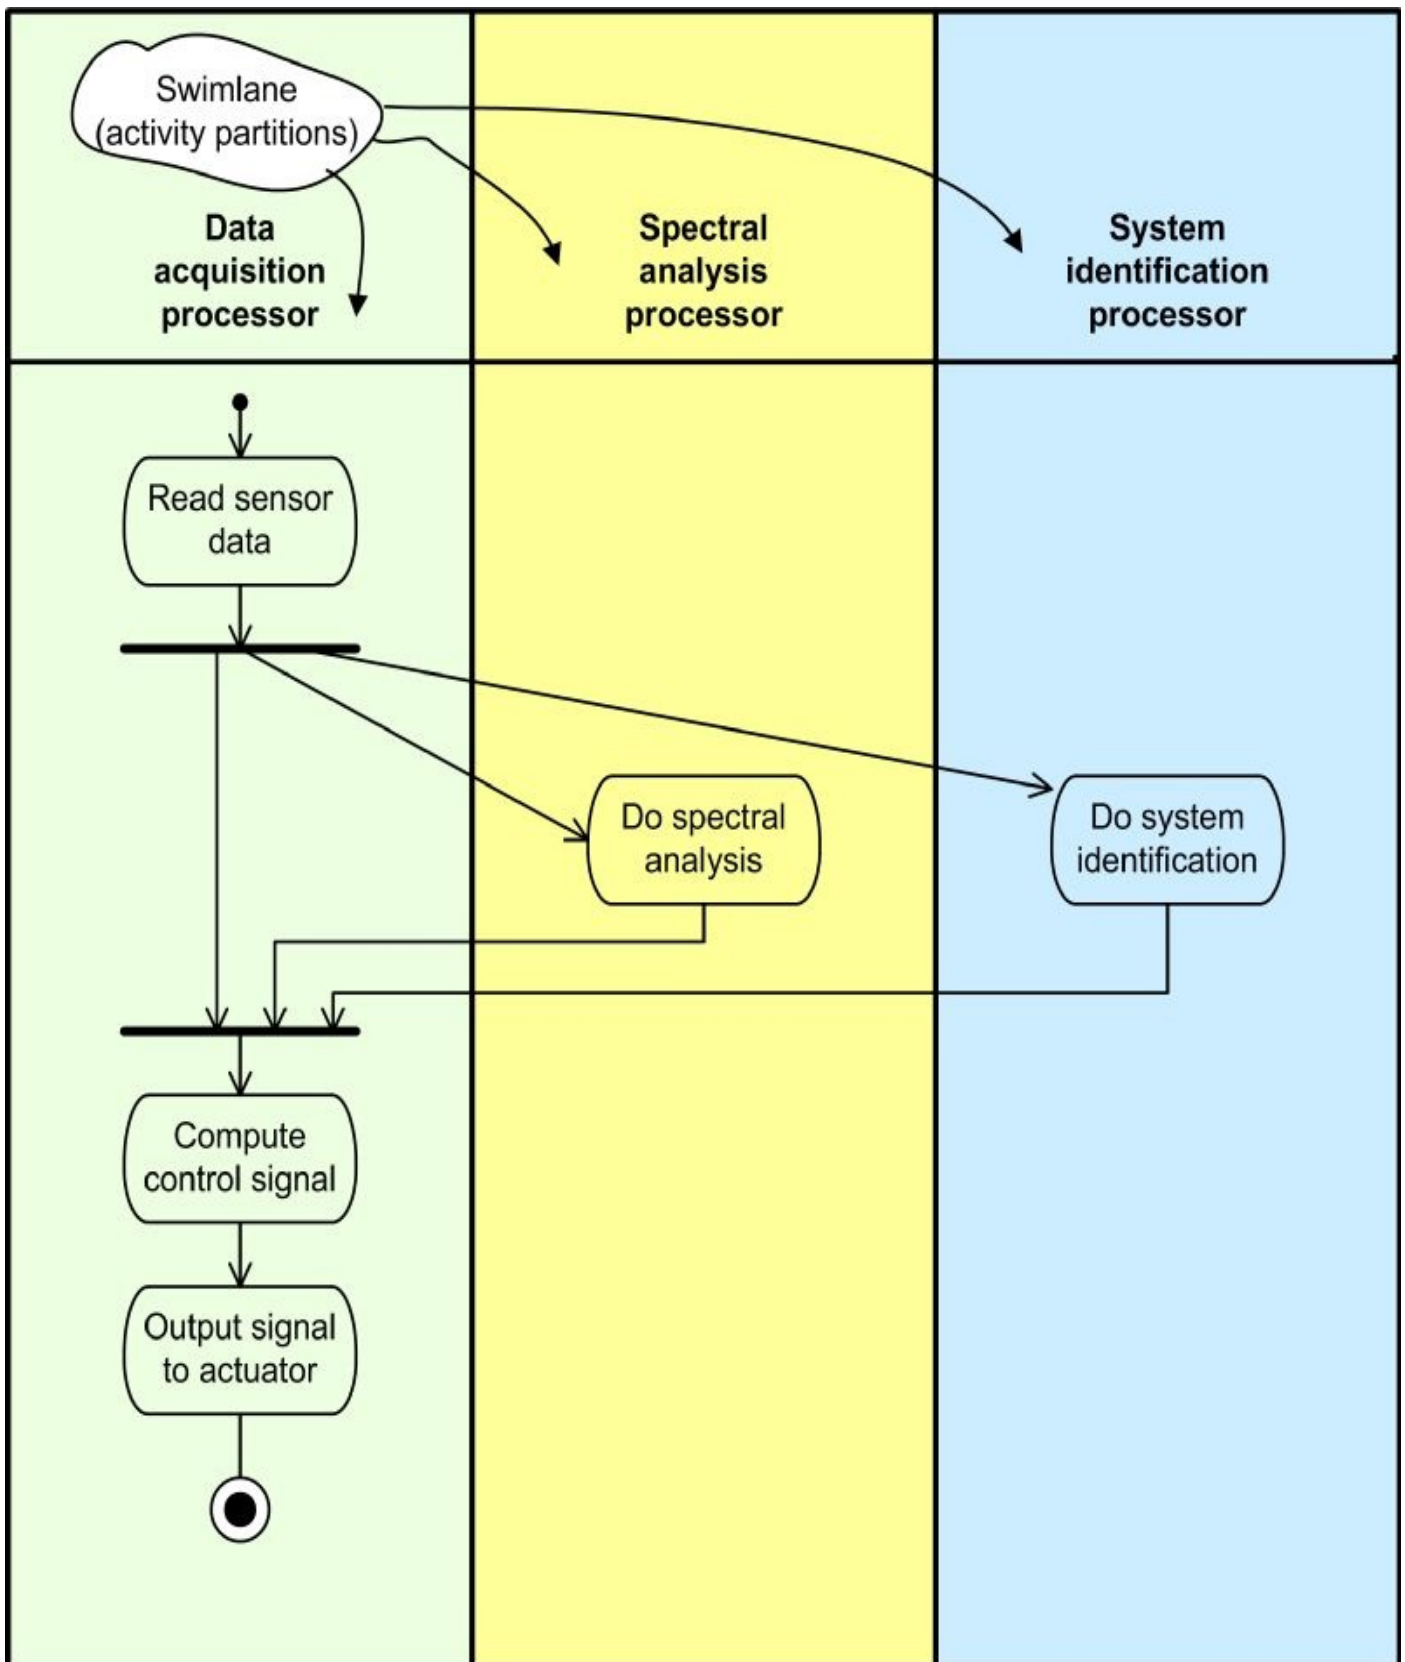 Swimlane
(activity partitions)
Data
acquisition
processor
Spectral
analysis
processor
System
identification
processor
Read sensor
data
Do spectral
analysis
Do system
identification
Compute
control signal
Output signal
to actuator